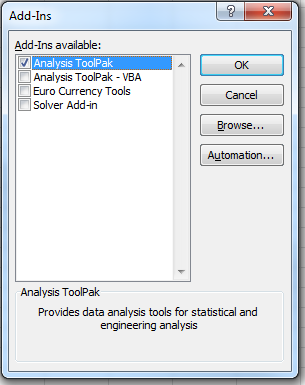 Add-Ins
?
Add-Ins available:
Analysis ToolPak
Analysis ToolPak - VBA
Euro Currency Tools
Solver Add-in
OK
Cancel
Browse...
Automation...
Analysis ToolPak
Provides data analysis tools for statistical and
engineering analysis